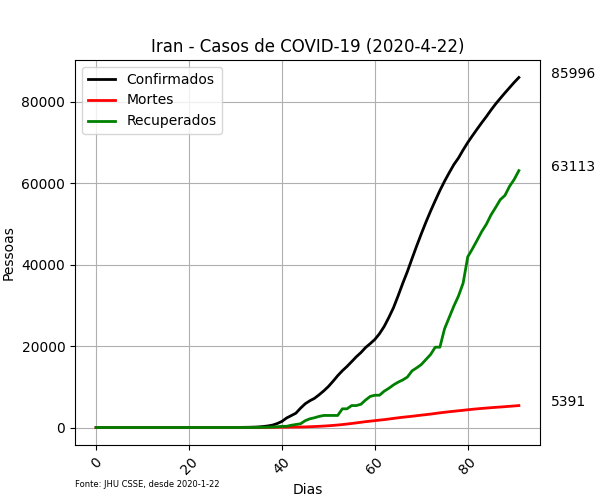 Iran - Casos de COVID-19 (2020-4-22)
Confirmados
Mortes
Recuperados
85996
63113
5391
80000
60000
40000
20000
0
Pessoas
0
20
40
60
80
Dias
Fonte: JHU CSSE, desde 2020-1-22